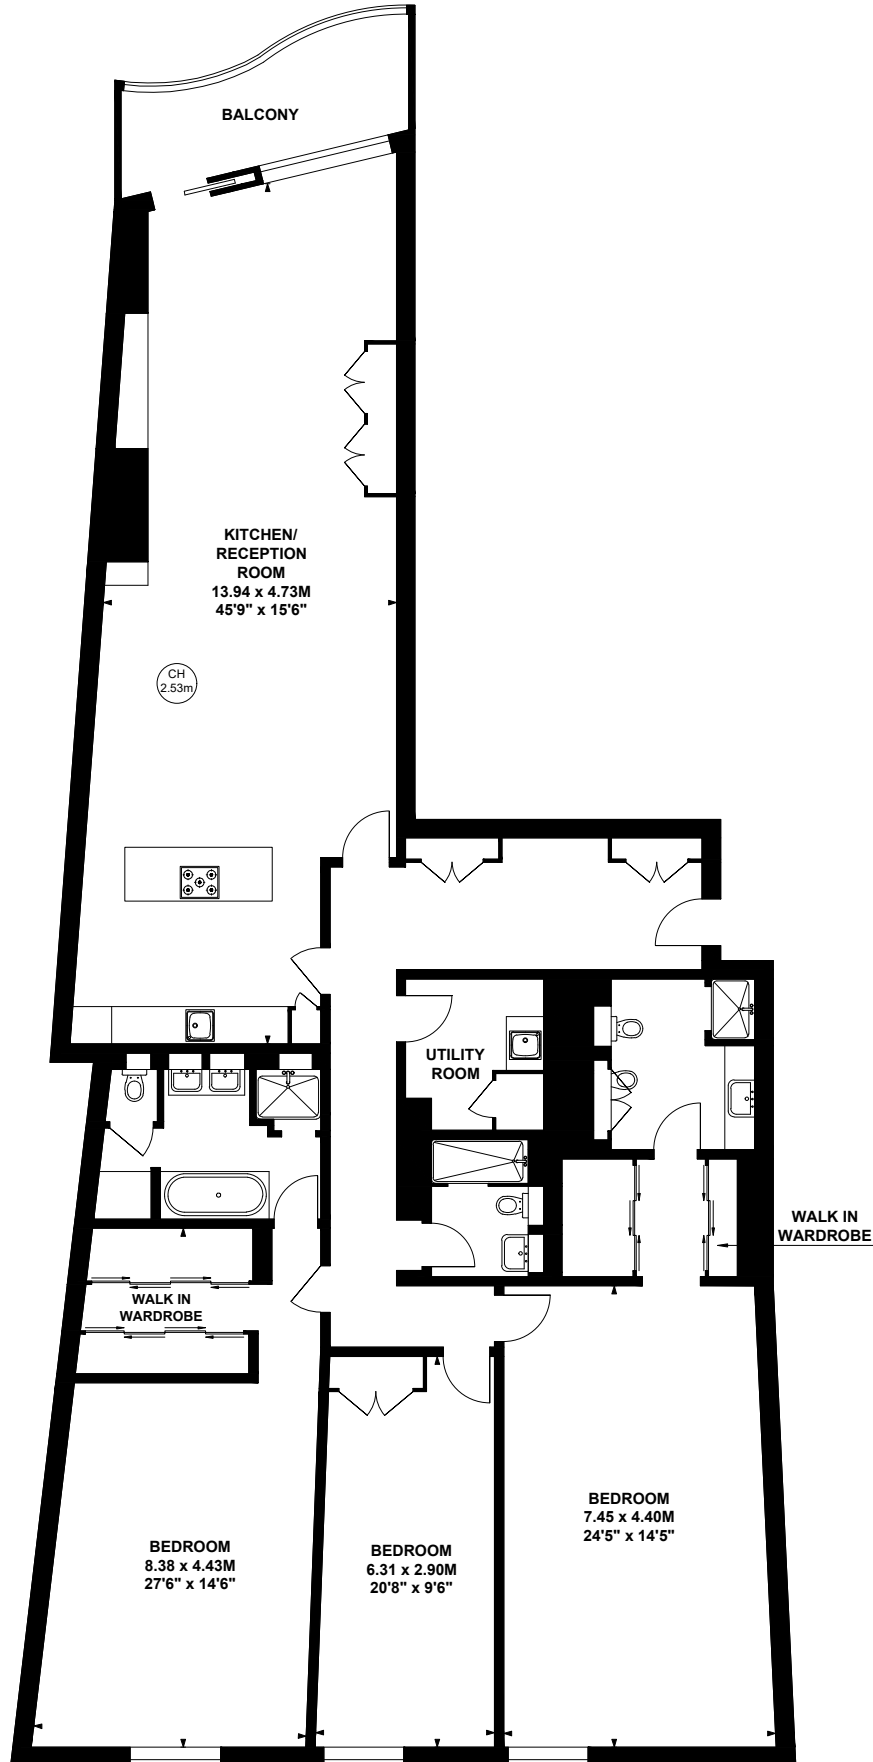 BALCONY
KITCHEN/
RECEPTION
ROOM
13.94 x 4.73M
45'9" x 15'6"
CH
2.53m
UTILITY
ROOM
WALK IN
WARDROBE
WALK IN
WARDROBE
BEDROOM
7.45 x 4.40M
24'5" x 14'5"
BEDROOM
8.38 x 4.43M
27'6" x 14'6"
BEDROOM
6.31 x 2.90M
20'8" x 9'6"